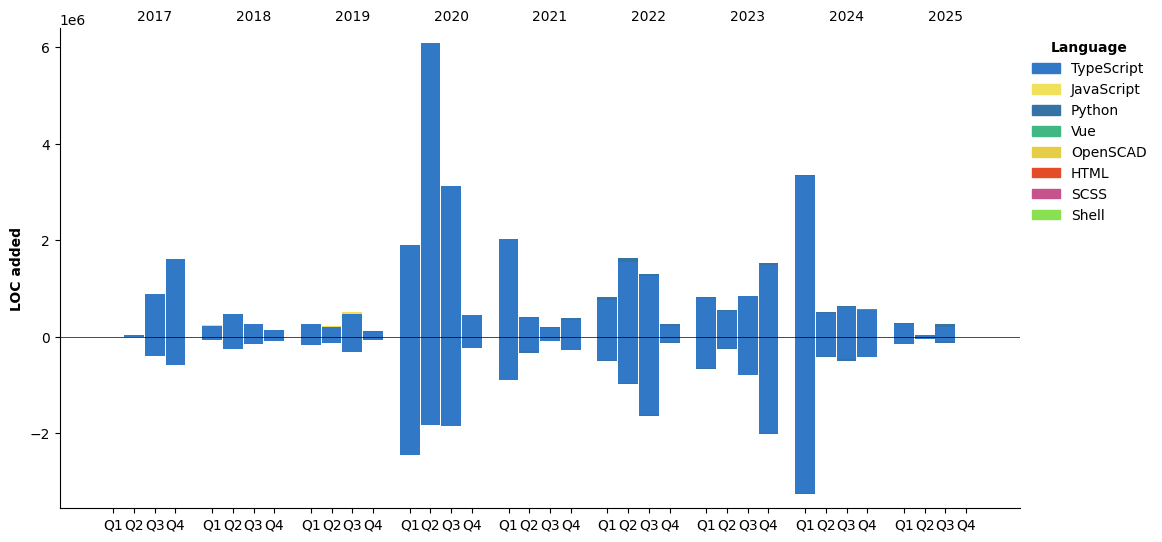 2017 2018 2019 2020 2021 2022 2023 2024 2025
1e6
6
4
2
0
−2
LOC added
Language
TypeScript
JavaScript
Python
Vue
OpenSCAD
HTML
SCSS
Shell
Q1 Q2 Q3 Q4 Q1 Q2 Q3 Q4 Q1 Q2 Q3 Q4 Q1 Q2 Q3 Q4 Q1 Q2 Q3 Q4 Q1 Q2 Q3 Q4 Q1 Q2 Q3 Q4 Q1 Q2 Q3 Q4 Q1 Q2 Q3 Q4